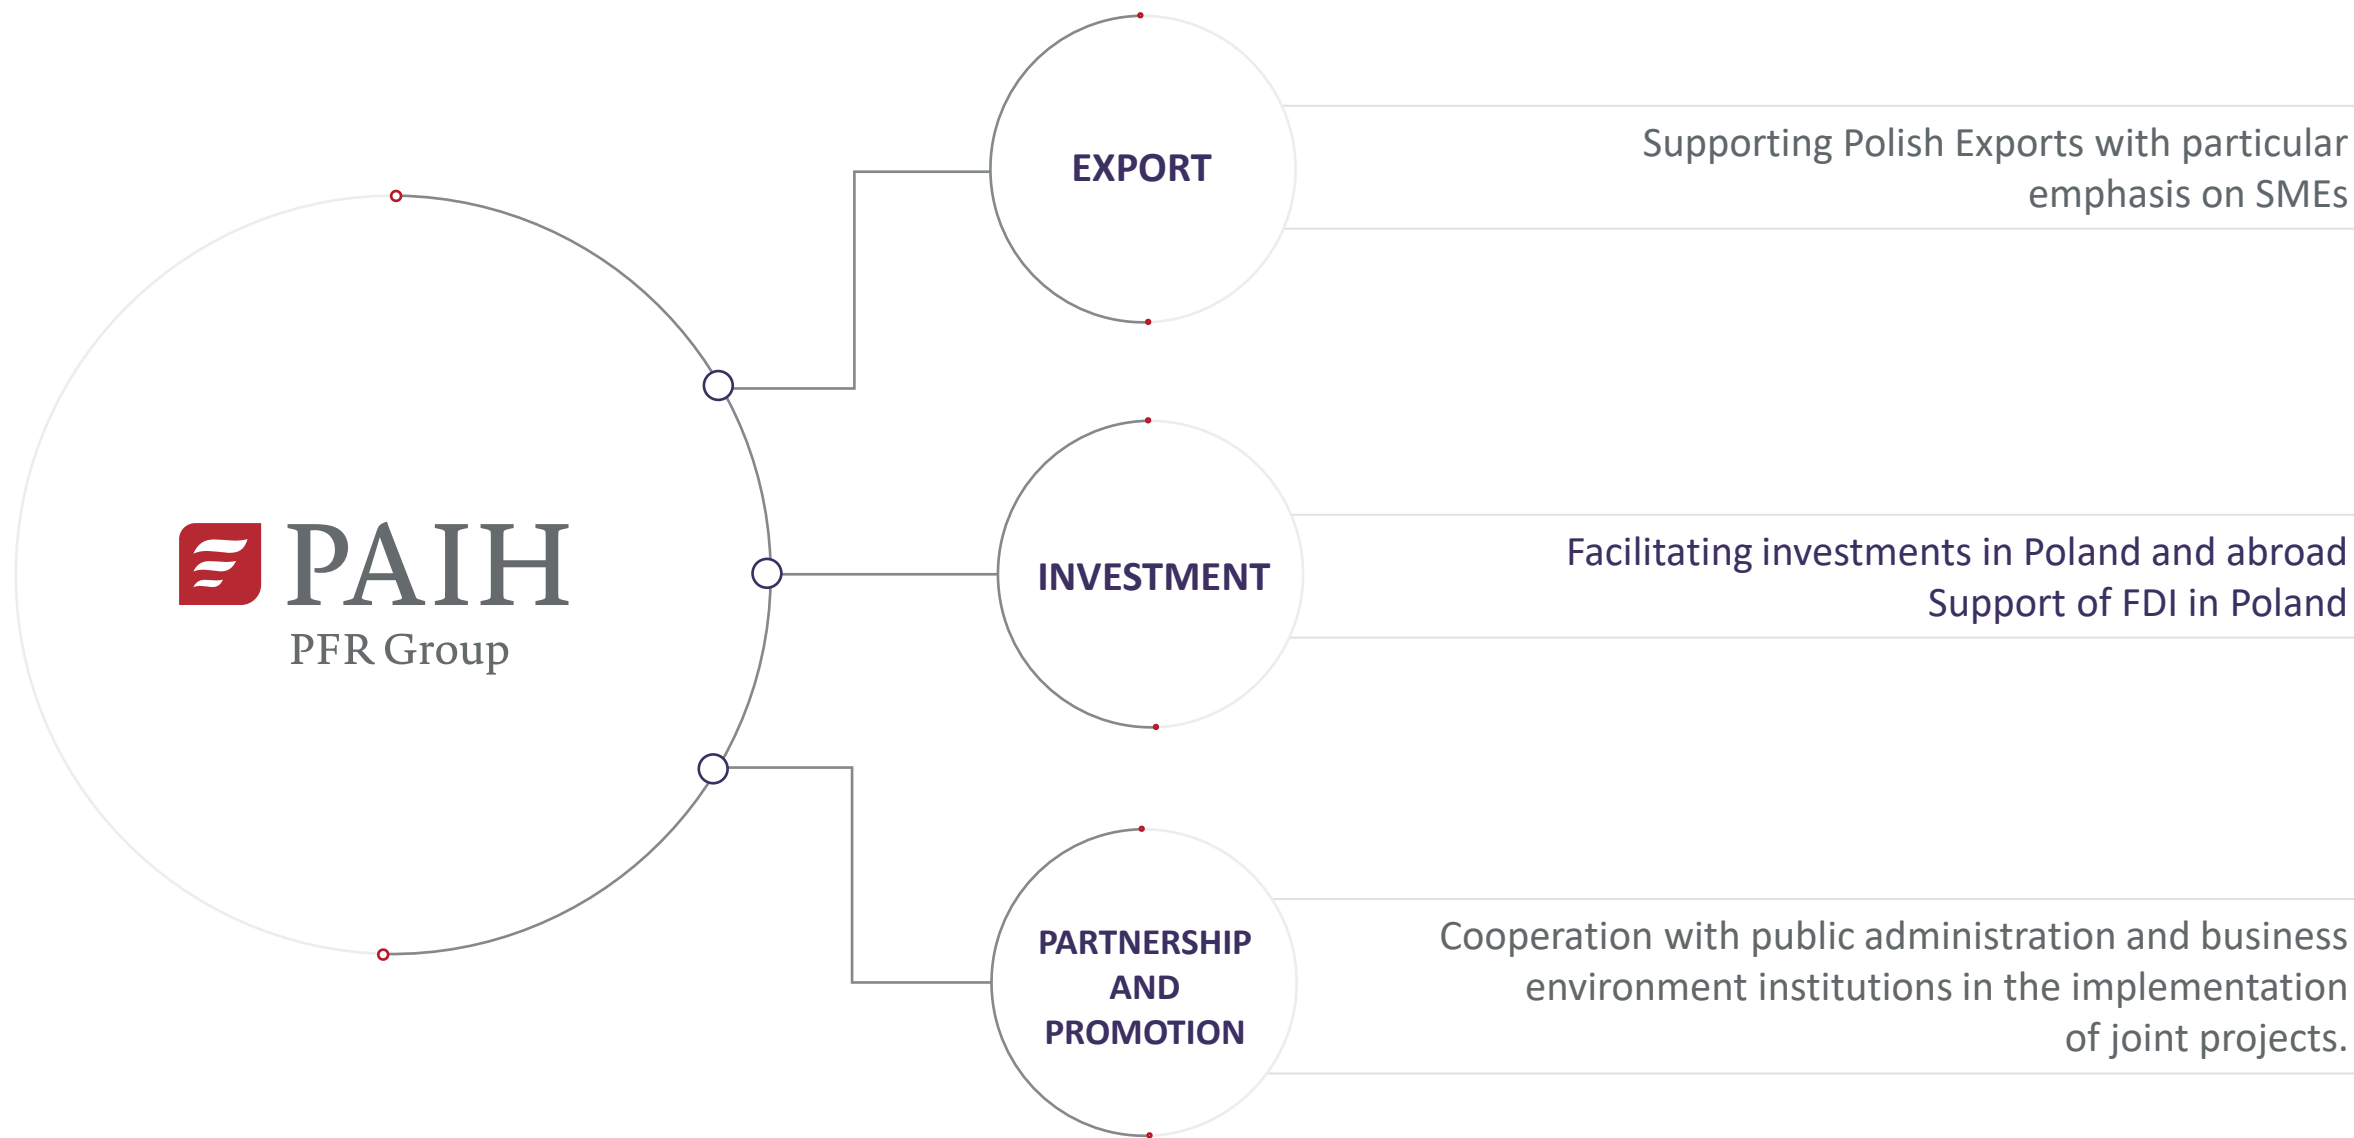 PAIH
PFR Group
EXPORT
Supporting Polish Exports with particular
emphasis on SMEs
INVESTMENT
Facilitating investments in Poland and abroad
Support of FDI in Poland
PARTNERSHIP
AND
PROMOTION
Cooperation with public administration and business
environment institutions in the implementation
of joint projects.